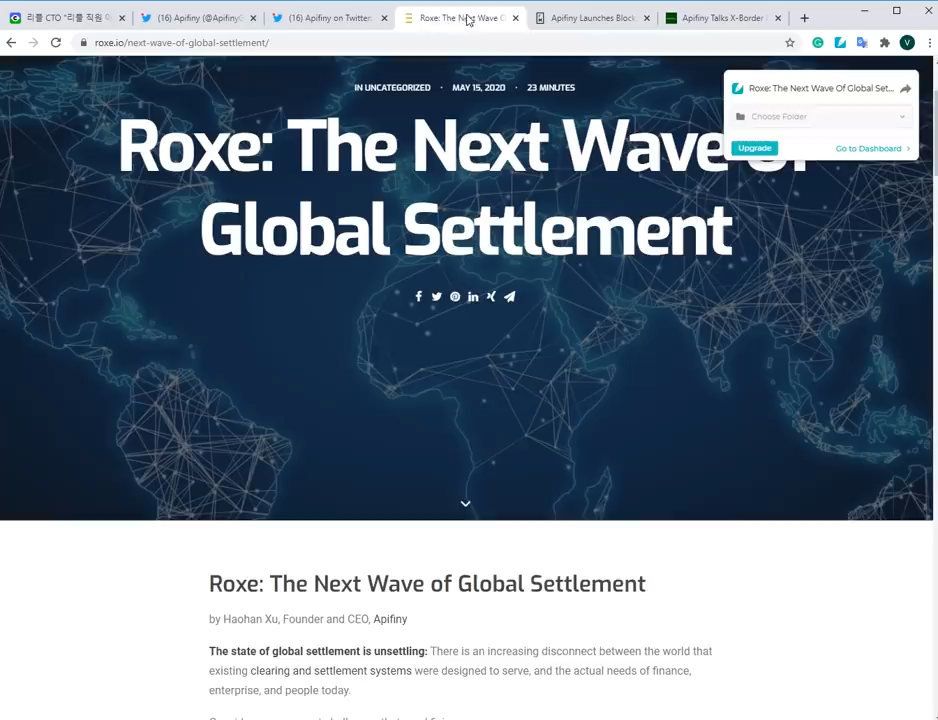 리플 CTO "리플 직원
(16) Apifiny (@Apifiny
(16) Apifiny on Twitter
Roxe: The Next Wave O
Apifiny Launches Block
Apifiny Talks X-Border
roxe.io/next-wave-of-global-settlement/
V
IN UNCATEGORIZED · MAY 15, 2020 · 23 MINUTES
Roxe: The Next Wave Of Global Set...
Choose Folder
Upgrade
Go to Dashboard
Roxe: The Next Wave of
Global Settlement
Roxe: The Next Wave of Global Settlement
by Haohan Xu, Founder and CEO, Apifiny
The state of global settlement is unsettling: There is an increasing disconnect between the world that
existing clearing and settlement systems were designed to serve, and the actual needs of finance,
enterprise, and people today.